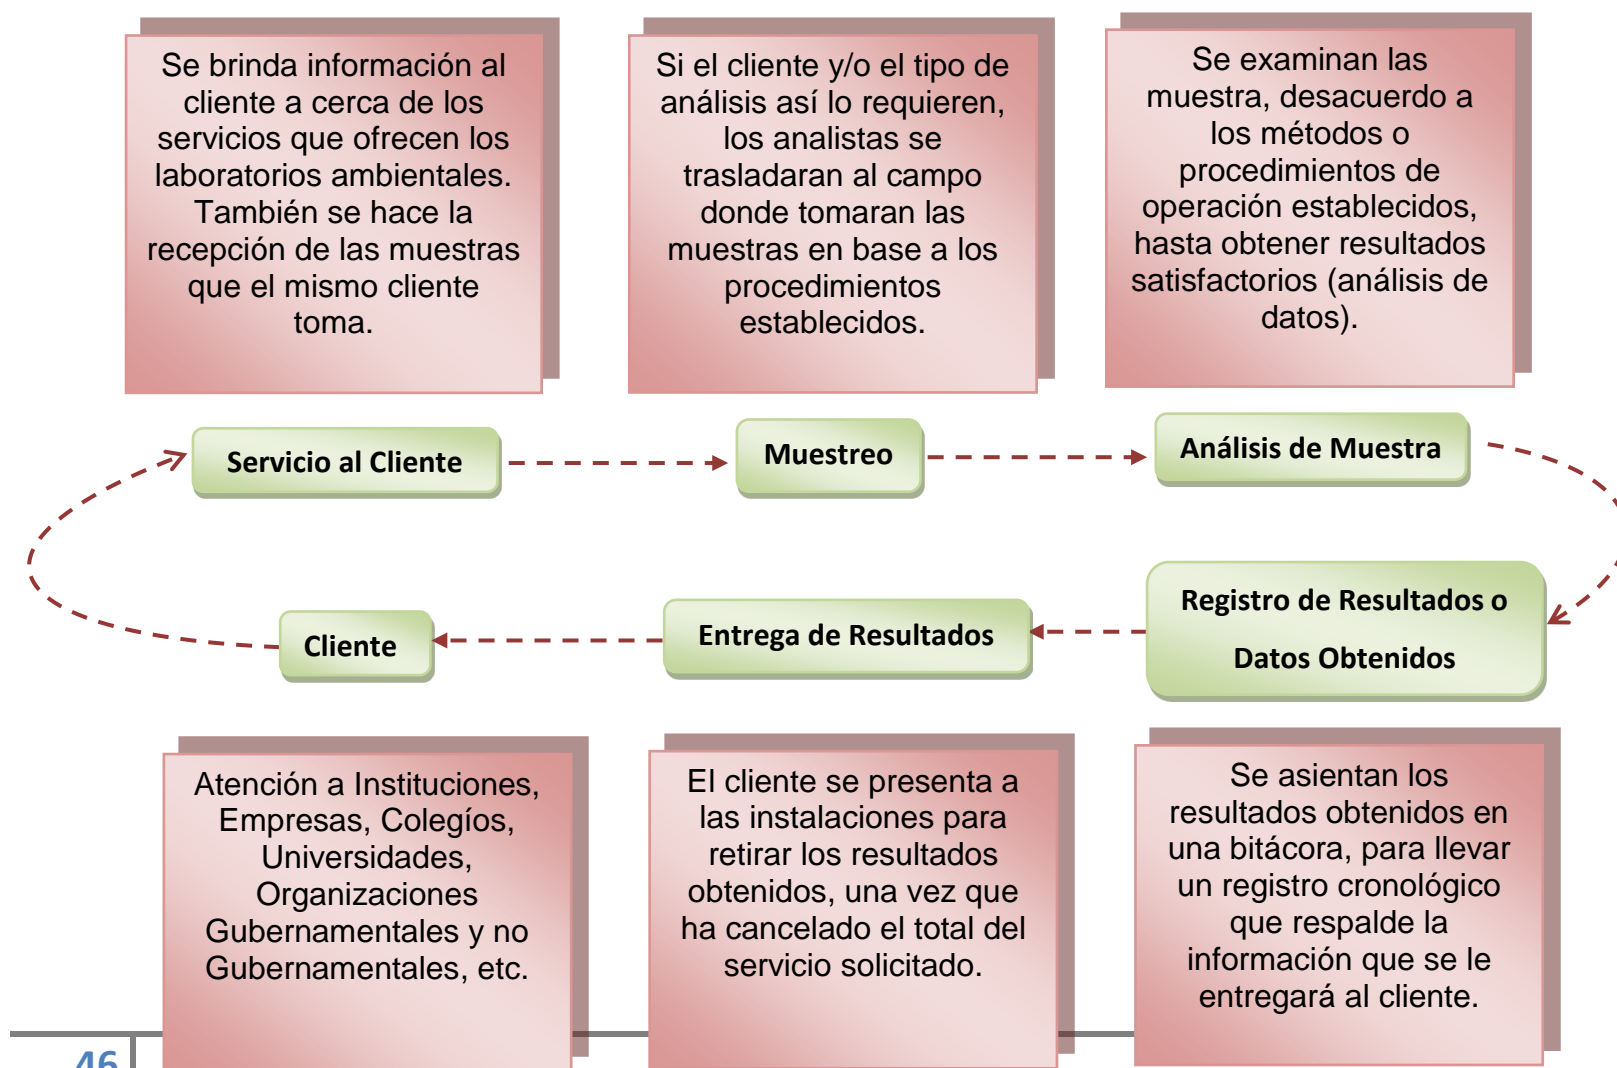 Se brinda información al
cliente a cerca de los
servicios que ofrecen los
laboratorios ambientales.
También se hace la
recepción de las muestras
que el mismo cliente
toma.
Si el cliente y/o el tipo de
análisis así lo requieren,
los analistas se
trasladaran al campo
donde tomaran las
muestras en base a los
procedimientos
establecidos.
Se examinan las
muestra, desacuerdo a
los métodos o
procedimientos de
operación establecidos,
hasta obtener resultados
satisfactorios (análisis de
datos).
Servicio al Cliente
Muestreo
Análisis de Muestra
Cliente
Entrega de Resultados
Registro de Resultados o
Datos Obtenidos
Atención a Instituciones,
Empresas, Colegíos,
Universidades,
Organizaciones
Gubernamentales y no
Gubernamentales, etc.
El cliente se presenta a
las instalaciones para
retirar los resultados
obtenidos, una vez que
ha cancelado el total del
servicio solicitado.
Se asientan los
resultados obtenidos en
una bitácora, para llevar
un registro cronológico
que respalde la
información que se le
entregará al cliente.
46